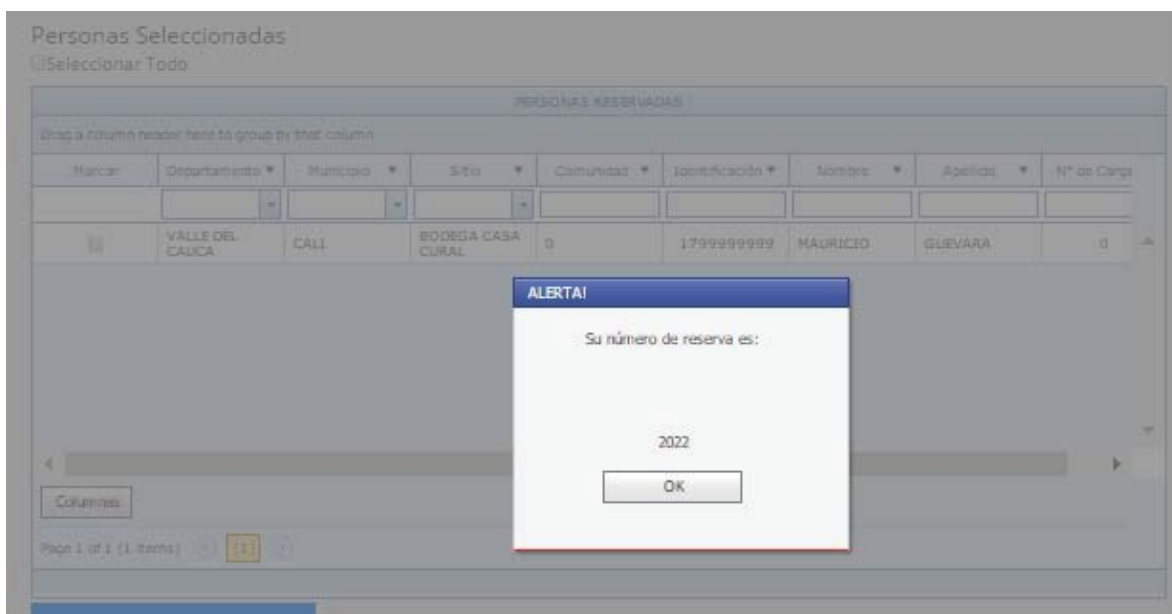 Personas Seleccionadas
Seleccionar Todo
PERSONAS RESERVADAS
Drag a column header here to group by that column
Marcar Departamento Municipio Sitio Comunidad Identificación Nombre Apellido N° de Carga
VALLE DEL CAUCA CALI BODEGA CASA CURAL 0 1799999999 MAURICIO GUEVARA 0
ALERTA!
Su número de reserva es:
2022
OK
Columnas
Page 1 of 1 (1 items) [1]